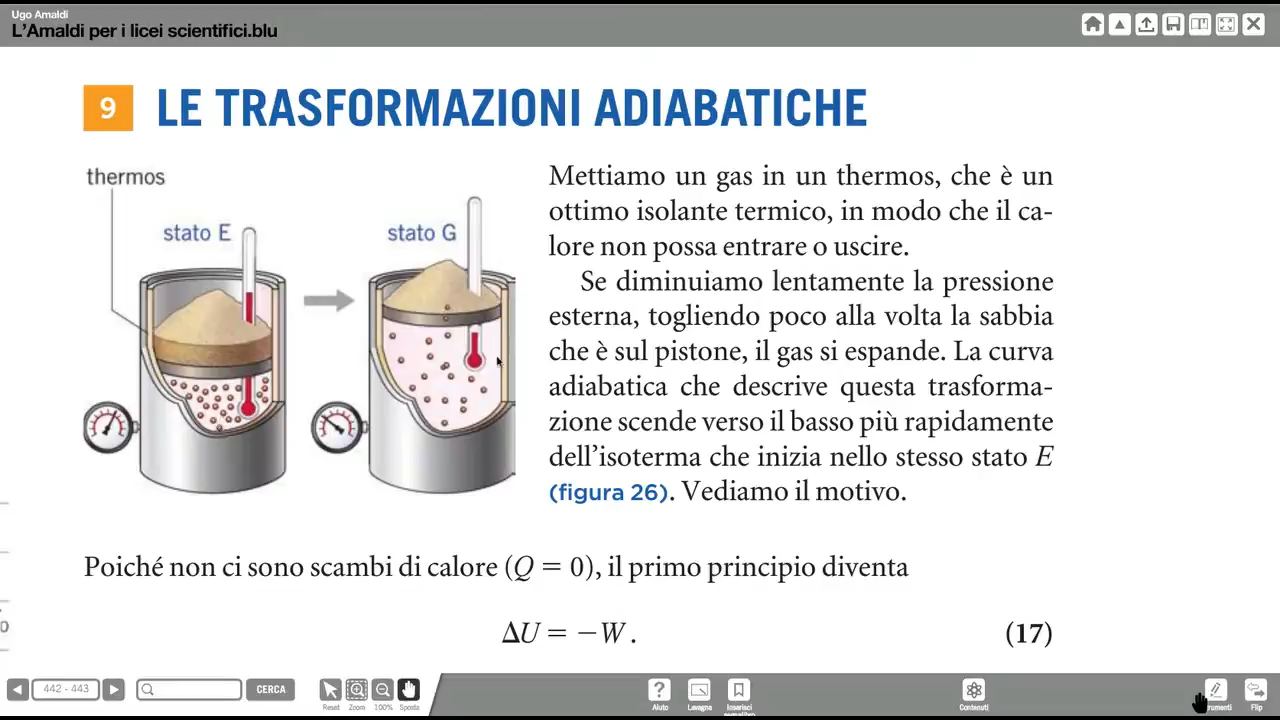 Ugo Amaldi
L'Amaldi per i licei scientifici.blu
9 LE TRASFORMAZIONI ADIABATICHE
thermos
stato E
stato G
Mettiamo un gas in un thermos, che è un
ottimo isolante termico, in modo che il ca-
lore non possa entrare o uscire.
Se diminuiamo lentamente la pressione
esterna, togliendo poco alla volta la sabbia
che è sul pistone, il gas si espande. La curva
adiabatica che descrive questa trasforma-
zione scende verso il basso più rapidamente
dell'isoterma che inizia nello stesso stato E
(figura 26). Vediamo il motivo.
Poiché non ci sono scambi di calore (Q = 0), il primo principio diventa
ΔU = −W. (17)
442 - 443
CERCA
Reset
Zoom
100%
Sposta
Aiuto
Lavagna
Inserisci
Contenuti
Flip